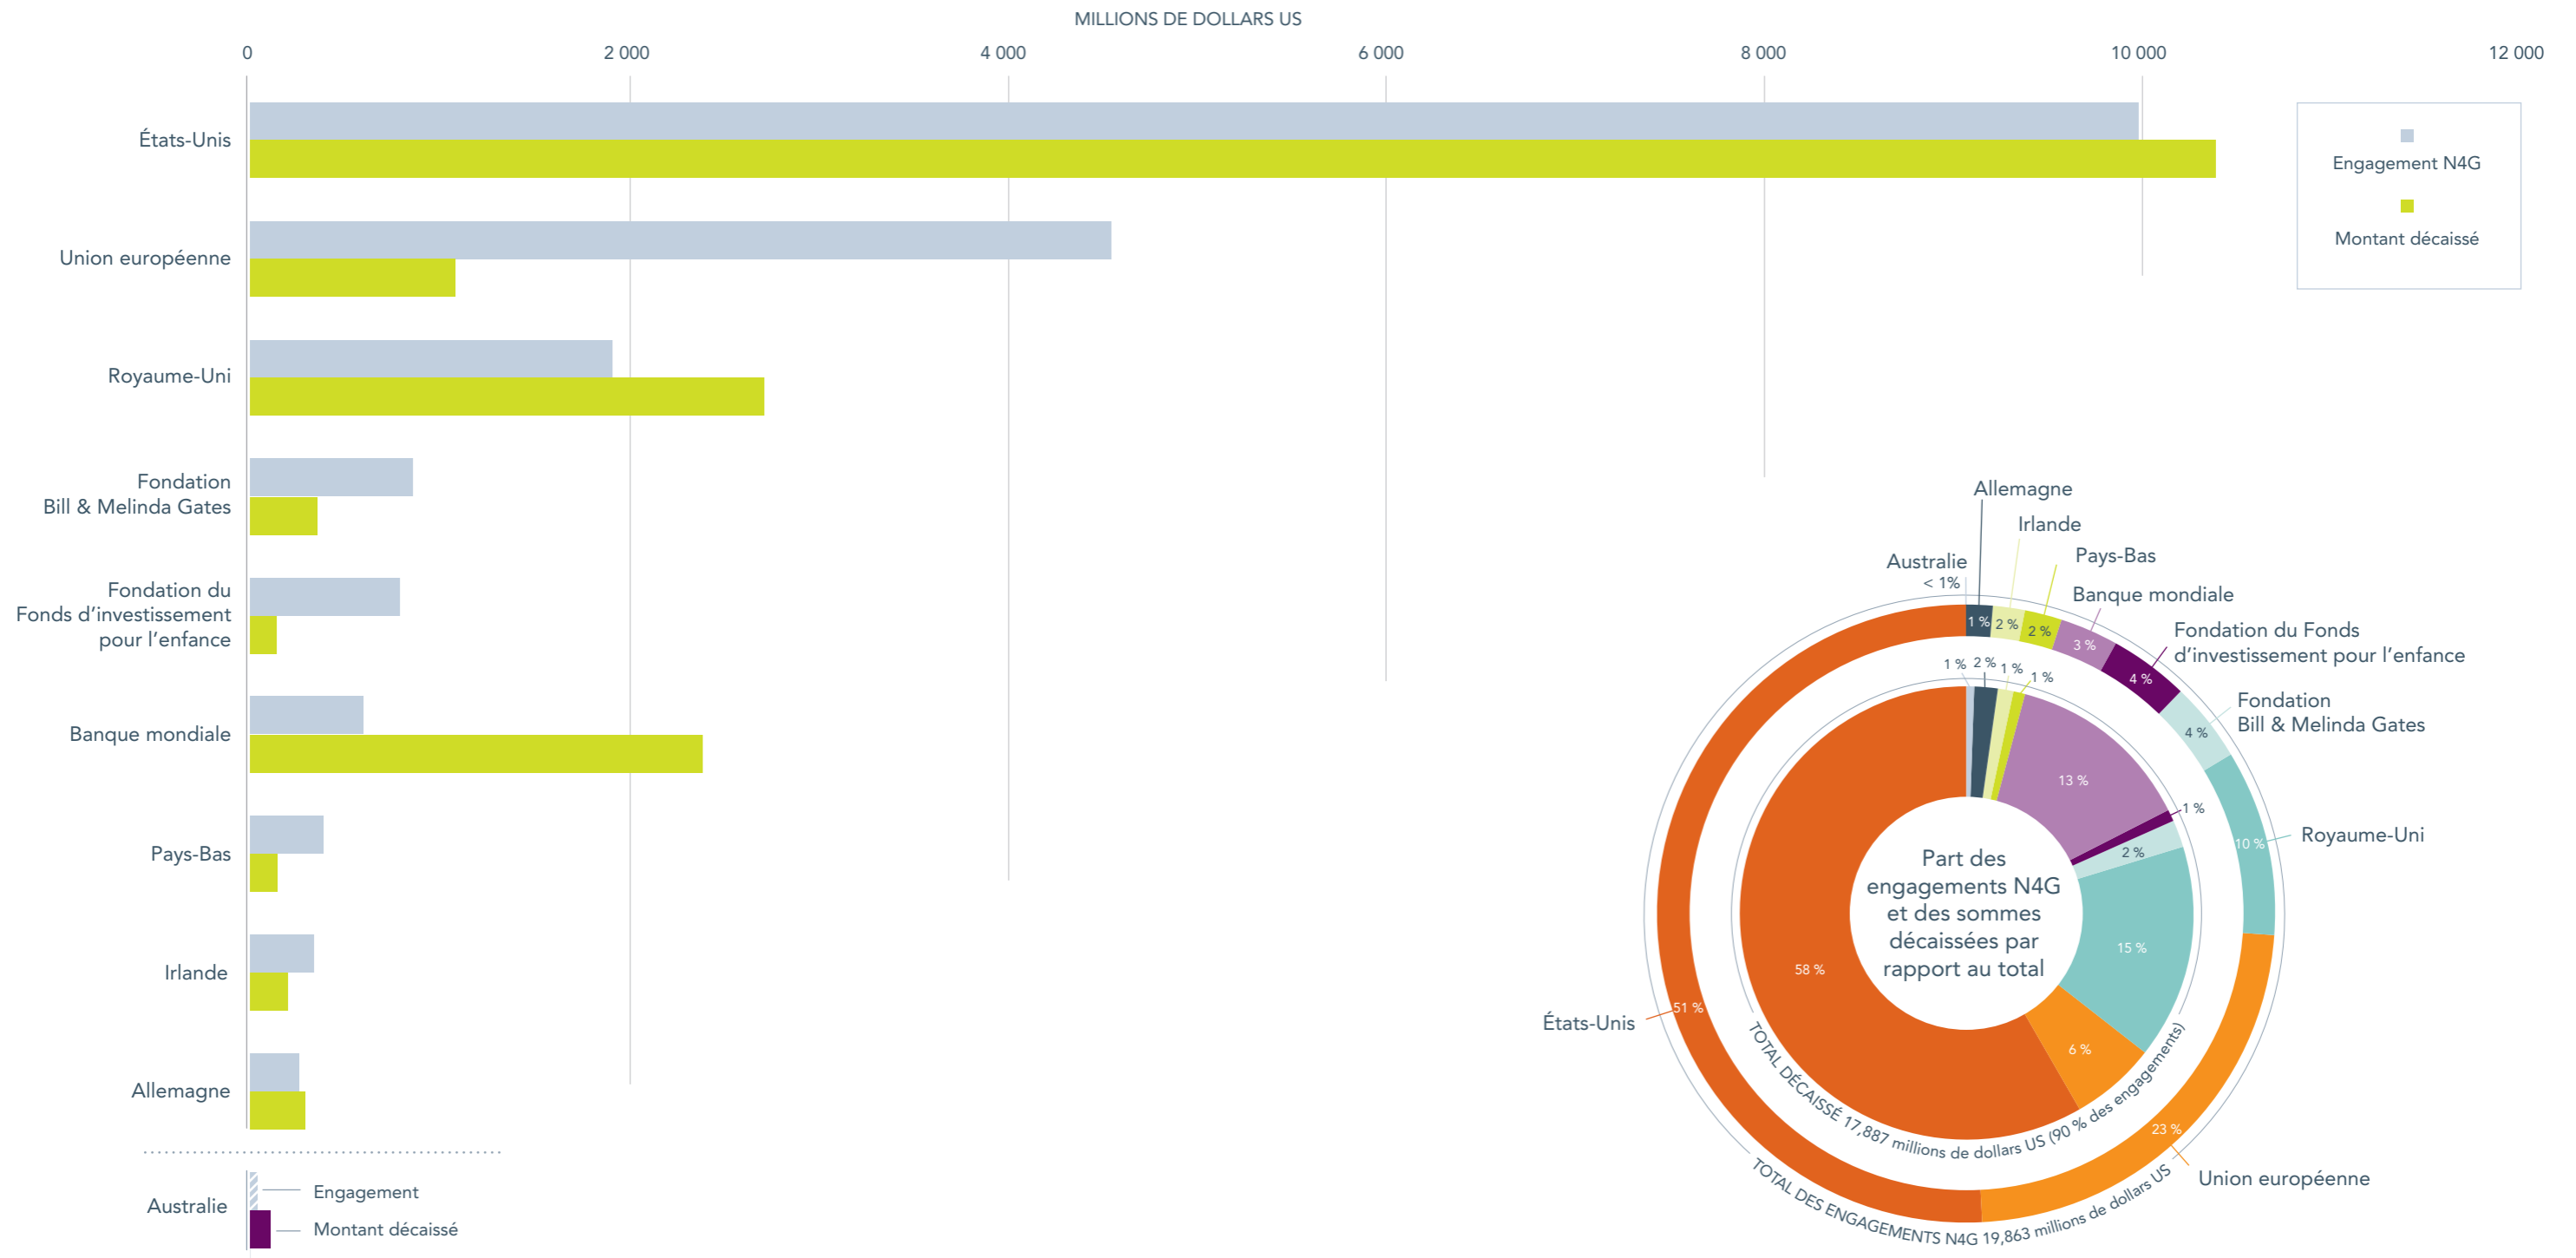 MILLIONS DE DOLLARS US
0
2 000
4 000
6 000
8 000
10 000
12 000
États-Unis
Engagement N4G
Montant décaissé
Union européenne
Royaume-Uni
Fondation
Bill & Melinda Gates
Fondation du
Fonds d’investissement
pour l’enfance
Banque mondiale
Pays-Bas
Irlande
Allemagne
Australie
Engagement
Montant décaissé
Allemagne
Irlande
Pays-Bas
Australie
< 1%
Banque mondiale
Fondation du Fonds
d’investissement pour l’enfance
Fondation
Bill & Melinda Gates
Royaume-Uni
Union européenne
États-Unis
1 %
2 %
2 %
3 %
4 %
4 %
10 %
23 %
51 %
1 %
2 %
1 %
1 %
13 %
1 %
2 %
15 %
6 %
58 %
Part des
engagements N4G
et des sommes
décaissées par
rapport au total
TOTAL DÉCAISSÉ 17,887 millions de dollars US (90 % des engagements)
TOTAL DES ENGAGEMENTS N4G 19,863 millions de dollars US